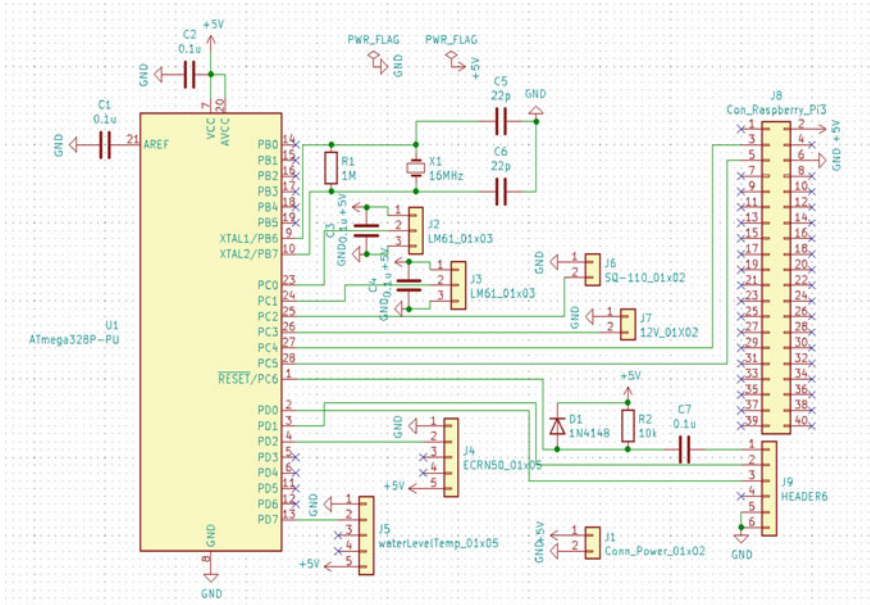 C2
0.1u
+5V
GND
C1
0.1u
GND
PWR_FLAG
GND
PWR_FLAG
+5V
7
VCC
20
AVCC
21
AREF
U1
ATmega328P-PU
PB0 14
PB1 15
PB2 16
PB3 17
PB4 18
PB5 19
XTAL1/PB6 9
XTAL2/PB7 10
PC0 23
PC1 24
PC2 25
PC3 26
PC4 27
PC5 28
RESET/PC6 1
PD0 2
PD1 3
PD2 4
PD3 5
PD4 6
PD5 11
PD6 12
PD7 13
GND
8
GND
R1
1M
X1
16MHz
C5
22p
C6
22p
GND
C3
0.1u
+5V
GND
1
2
3
J2
LM61_01x03
C4
0.1u
+5V
GND
1
2
3
J3
LM61_01x03
GND
1
2
J6
SQ-110_01x02
GND
1
2
J7
12V_01X02
J8
Con_Raspberry_Pi3
1 2
3 4
5 6
7 8
9 10
11 12
13 14
15 16
17 18
19 20
21 22
23 24
25 26
27 28
29 30
31 32
33 34
35 36
37 38
39 40
+5V
GND
GND
1
2
3
4
5
+5V
J4
ECRN50_01x05
GND
1
2
3
4
5
+5V
J5
waterLevelTemp_01x05
D1
1N4148
+5V
R2
10k
C7
0.1u
1
2
3
4
5
6
J9
HEADER6
GND
+5V
GND
1
2
J1
Conn_Power_01x02